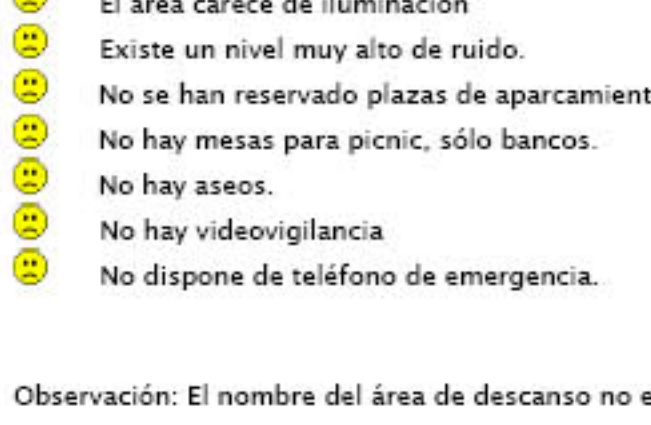 El área carece de iluminación
Existe un nivel muy alto de ruido.
No se han reservado plazas de aparcamient
No hay mesas para picnic, sólo bancos.
No hay aseos.
No hay videovigilancia
No dispone de teléfono de emergencia.
Observación: El nombre del área de descanso no e